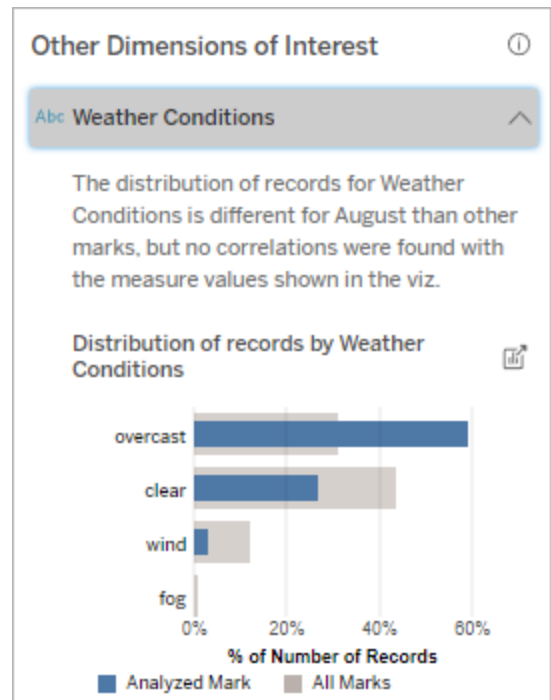 Other Dimensions of Interest
Abc Weather Conditions
The distribution of records for Weather
Conditions is different for August than other
marks, but no correlations were found with
the measure values shown in the viz.
Distribution of records by Weather
Conditions
overcast
clear
wind
fog
0% 20% 40% 60%
% of Number of Records
Analyzed Mark All Marks